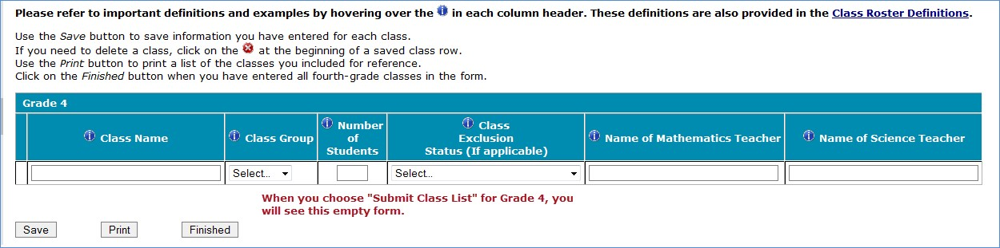 Please refer to important definitions and examples by hovering over the i in each column header. These definitions are also provided in the Class Roster Definitions.
Use the Save button to save information you have entered for each class.
If you need to delete a class, click on the at the beginning of a saved class row.
Use the Print button to print a list of the classes you included for reference.
Click on the Finished button when you have entered all fourth-grade classes in the form.
Grade 4
i Class Name
i Class Group
i Number
of
Students
i Class
Exclusion
Status (If applicable)
i Name of Mathematics Teacher
i Name of Science Teacher
Select...
Select...
When you choose "Submit Class List" for Grade 4, you
will see this empty form.
Save
Print
Finished